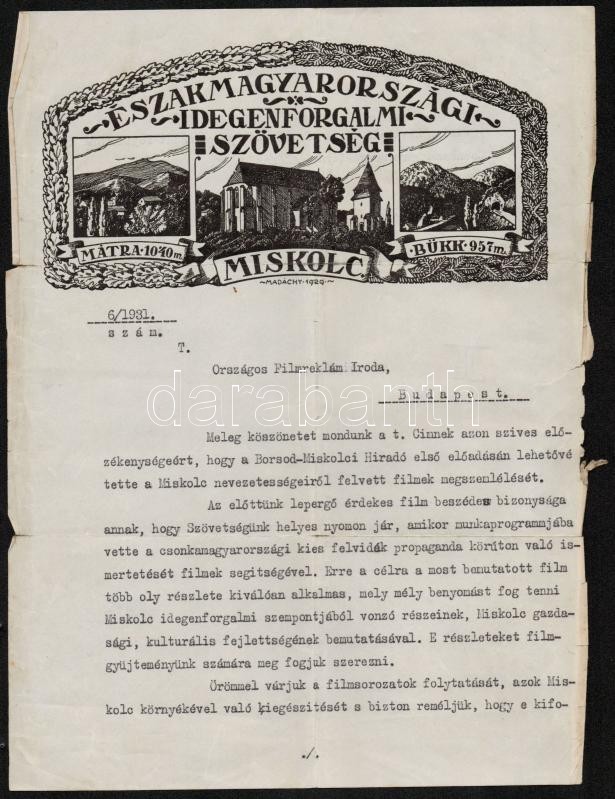 ÉSZAKMAGYARORSZÁGI
IDEGENFORGALMI
SZÖVETSÉG
MÁTRA·1040 m.
MISKOLC
BÜKK·957 m.
~MADÁCHY·1929·
6/1931.
szám.
T.
Országos Filmreklám Iroda,
Budapest.
darabanth
Meleg köszönetet mondunk a t. Cimnek azon szives elő-
zékenységeért, hogy a Borsod-Miskolci Hiradó első előadásán lehetővé
tette a Miskolc nevezetességeiről felvett filmek megszemlélését.
Az előttünk lepergő érdekes film beszédes bizonysága
annak, hogy Szövetségünk helyes nyomon jár, amikor munkaprogrammjába
vette a csonkamagyarországi kies felvidék propaganda körúton való is-
mertetését filmek segitségével. Erre a célra a most bemutatott film
több oly részlete kiválóan alkalmas, mely mély benyomást fog tenni
Miskolc idegenforgalmi szempontjából vonzó részeinek, Miskolc gazda-
sági, kulturális fejlettségének bemutatásával. E részleteket film-
gyüjteményünk számára meg fogjuk szerezni.
Örömmel várjuk a filmsorozatok folytatását, azok Mis-
kolc környékével való kiegészitését s bizton reméljük, hogy e kifo-
./.